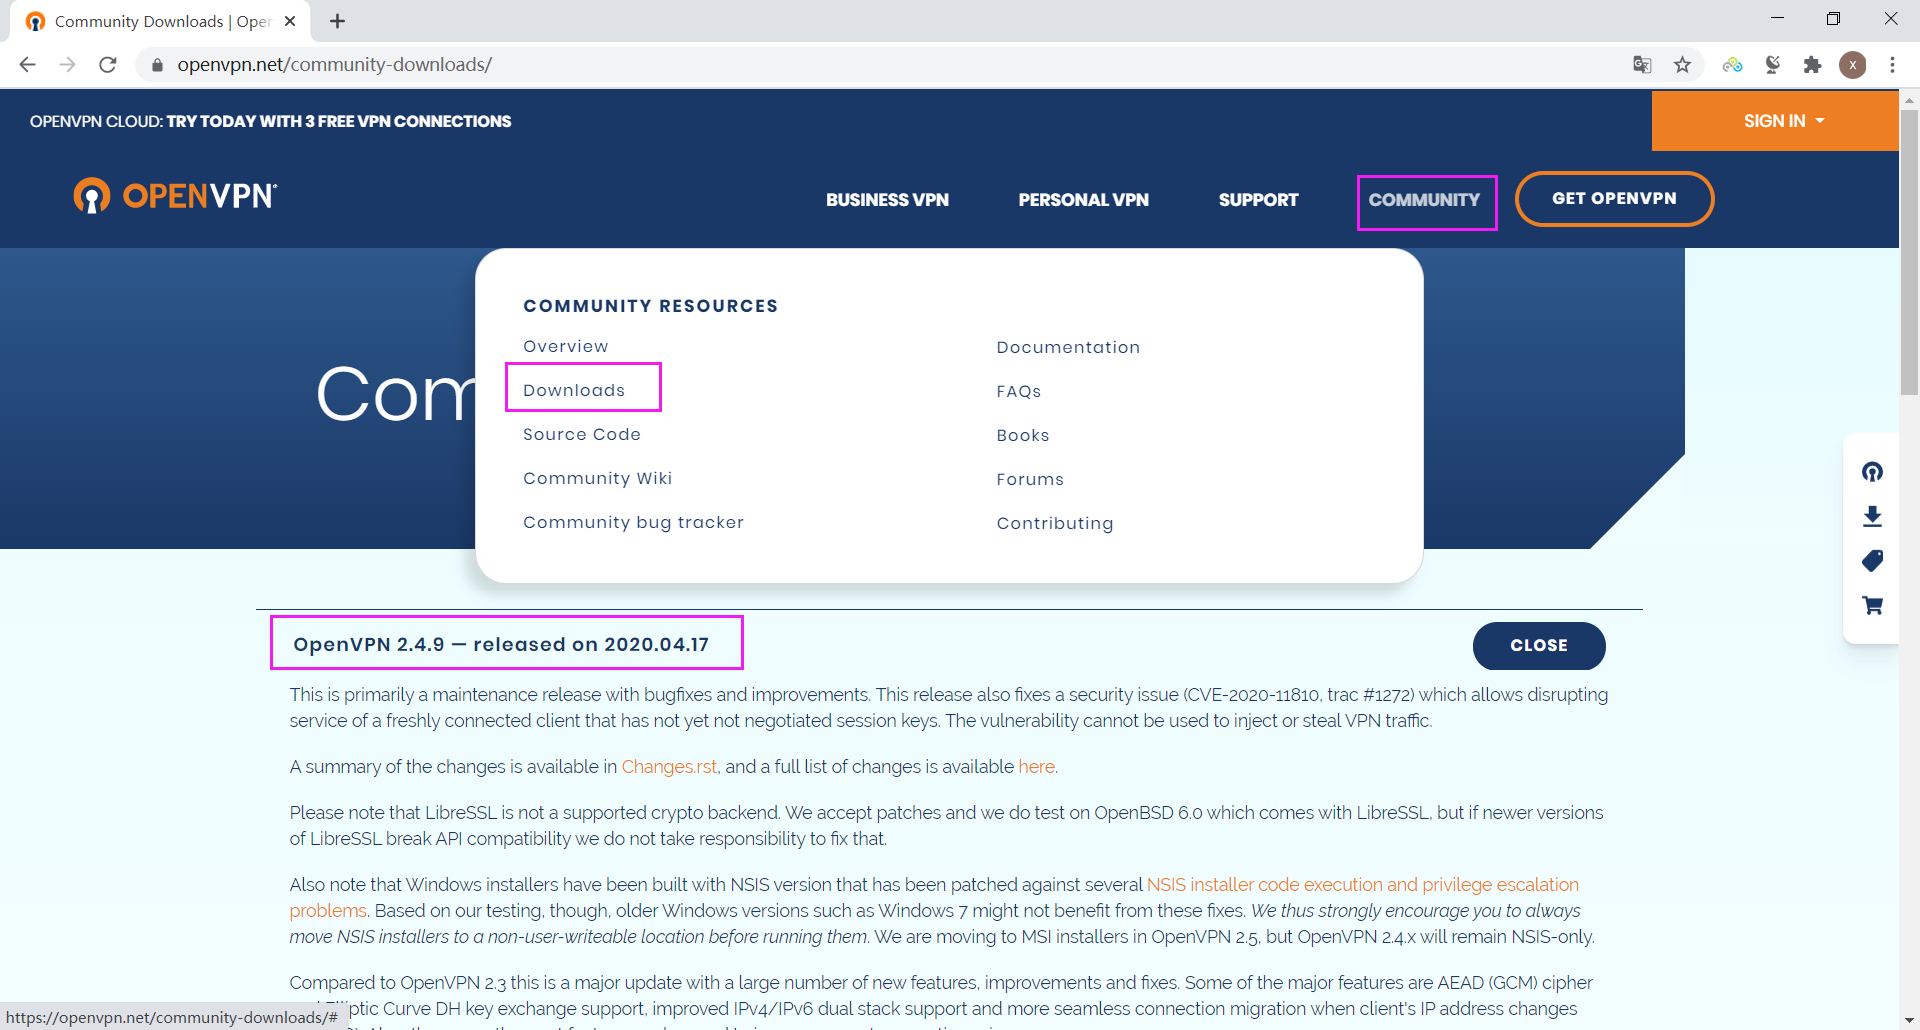 Community Downloads | Open
openvpn.net/community-downloads/
X
OPENVPN CLOUD: TRY TODAY WITH 3 FREE VPN CONNECTIONS
SIGN IN
OPENVPN
BUSINESS VPN
PERSONAL VPN
SUPPORT
COMMUNITY
GET OPENVPN
Com
COMMUNITY RESOURCES
Overview
Downloads
Source Code
Community Wiki
Community bug tracker
Documentation
FAQs
Books
Forums
Contributing
OpenVPN 2.4.9 — released on 2020.04.17
CLOSE
This is primarily a maintenance release with bugfixes and improvements. This release also fixes a security issue (CVE-2020-11810, trac #1272) which allows disrupting
service of a freshly connected client that has not yet not negotiated session keys. The vulnerability cannot be used to inject or steal VPN traffic.
A summary of the changes is available in Changes.rst, and a full list of changes is available here.
Please note that LibreSSL is not a supported crypto backend. We accept patches and we do test on OpenBSD 6.0 which comes with LibreSSL, but if newer versions
of LibreSSL break API compatibility we do not take responsibility to fix that.
Also note that Windows installers have been built with NSIS version that has been patched against several NSIS installer code execution and privilege escalation
problems. Based on our testing, though, older Windows versions such as Windows 7 might not benefit from these fixes. We thus strongly encourage you to always
move NSIS installers to a non-user-writeable location before running them. We are moving to MSI installers in OpenVPN 2.5, but OpenVPN 2.4.x will remain NSIS-only.
Compared to OpenVPN 2.3 this is a major update with a large number of new features, improvements and fixes. Some of the major features are AEAD (GCM) cipher
ptic Curve DH key exchange support, improved IPv4/IPv6 dual stack support and more seamless connection migration when client's IP address changes
https://openvpn.net/community-downloads/#